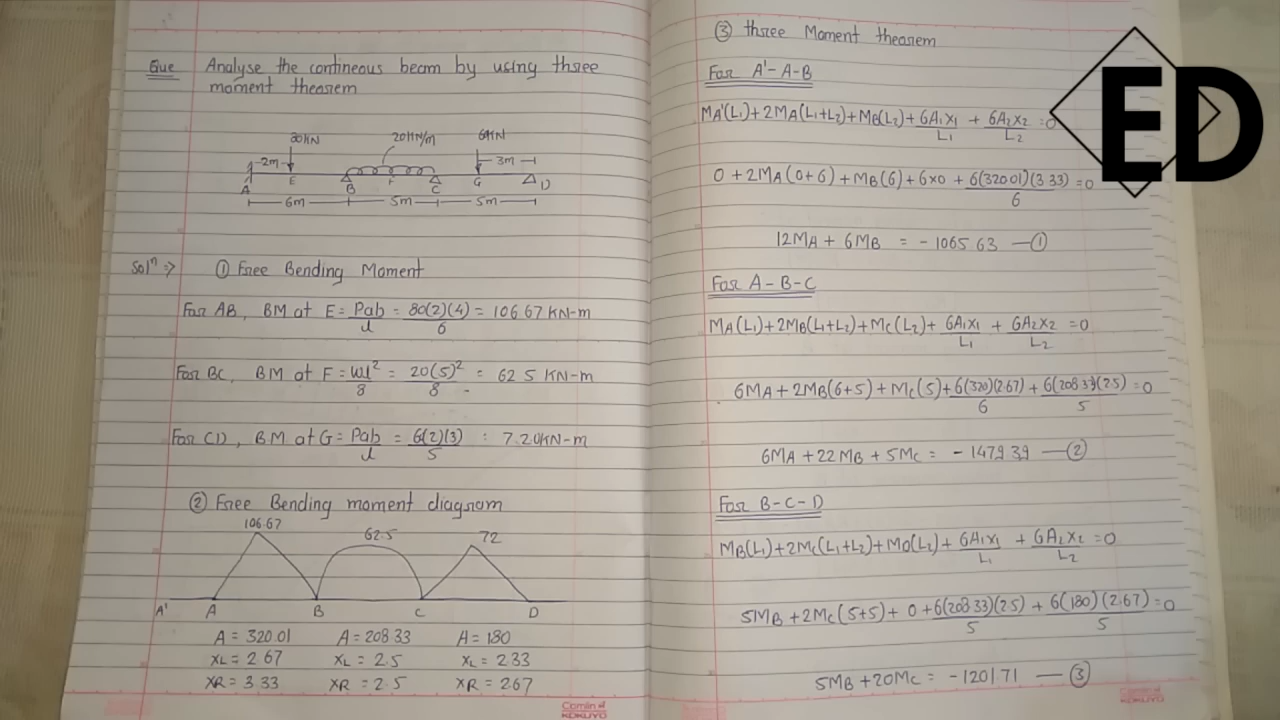 Que Analyse the contineous beam by using three
moment theorem
80KN
20KN/m
60KN
2m
3m
A
E
B
F
C
G
D
6m
5m
5m
Solⁿ ⇒ ① Free Bending Moment
For AB, BM at E = Pab/l = 80(2)(4)/6 = 106.67 KN-m
For BC, BM at F = wl²/8 = 20(5)²/8 = 62.5 KN-m
For CD, BM at G = Pab/l = 6(2)(3)/5 : 7.20KN-m
② Free Bending moment diagram
106.67
62.5
72
A' A B C D
A = 320.01 A = 208.33 A = 180
XL = 2.67 XL = 2.5 XL = 2.33
XR = 3.33 XR = 2.5 XR = 2.67
Camlin
KOKUYO
③ three Moment theorem
For A'-A-B
MA'(L1)+2MA(L1+L2)+MB(L2)+6A1X1/L1 + 6A2X2/L2 = 0
0 + 2MA(0+6) + MB(6) + 6×0 + 6(320.01)(3.33)/6 = 0
12MA + 6MB = - 1065.63 —①
For A-B-C
MA(L1)+2MB(L1+L2)+MC(L2)+6A1X1/L1 + 6A2X2/L2 = 0
6MA + 2MB(6+5) + MC(5) + 6(320)(2.67)/6 + 6(208.33)(2.5)/5 = 0
6MA + 22MB + 5MC = - 1479.39 —②
For B-C-D
MB(L1)+2MC(L1+L2)+MD(L2)+6A1X1/L1 + 6A2X2/L2 = 0
5MB + 2MC(5+5) + 0 + 6(208.33)(2.5)/5 + 6(180)(2.67)/5 = 0
5MB + 20MC = - 1201.71 —③
Camlin
KOKUYO
ED